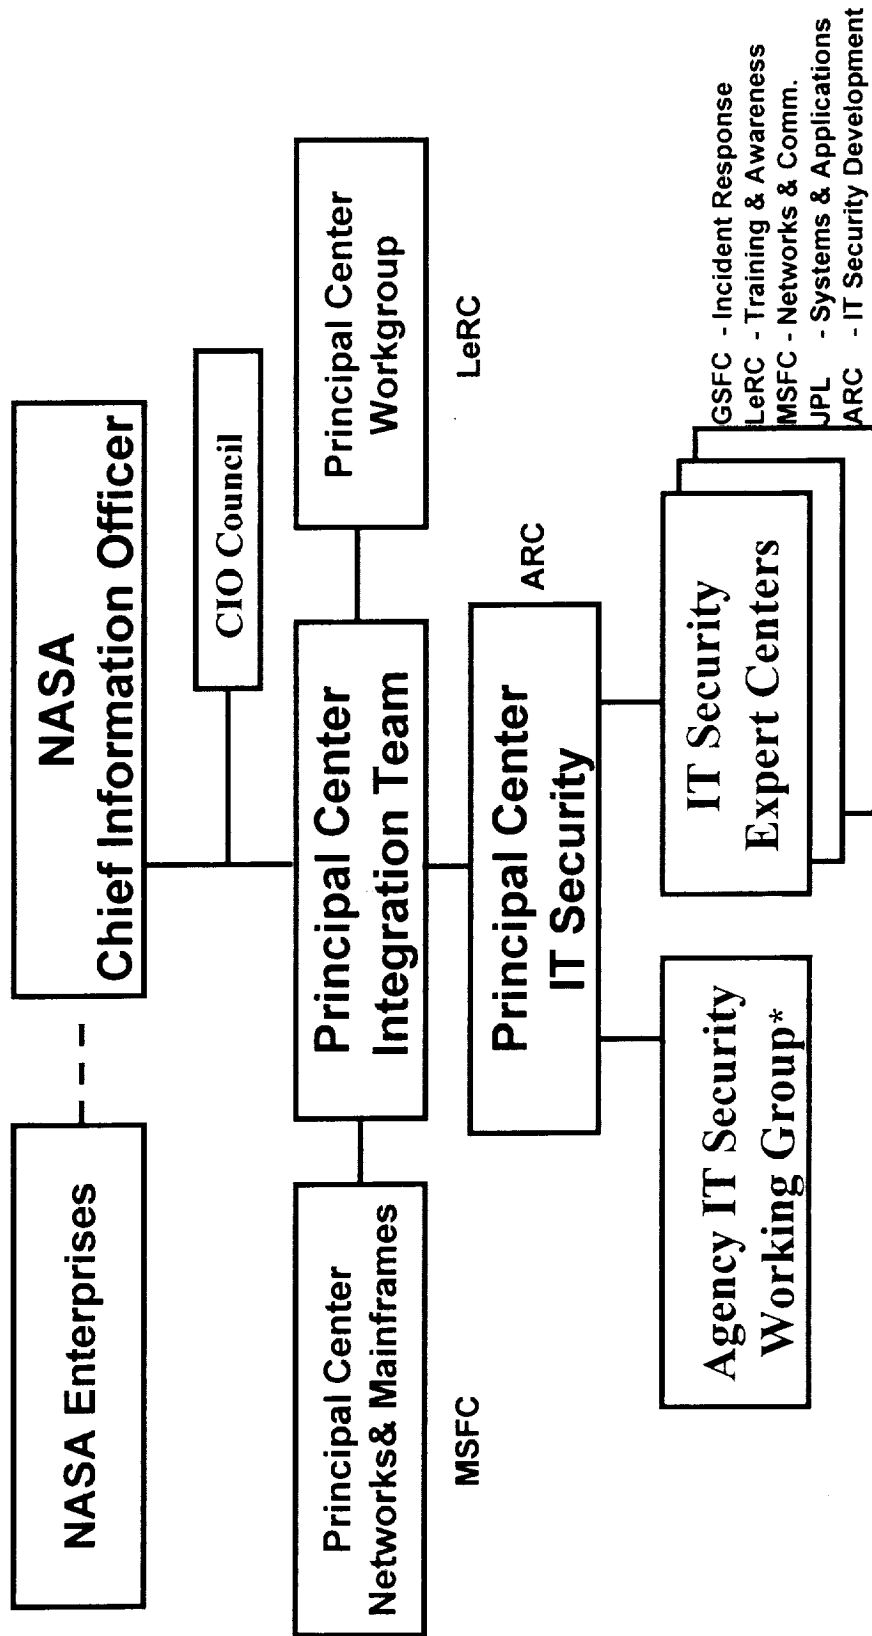 NASA Enterprises
NASA
Chief Information Officer
CIO Council
Principal Center
Networks& Mainframes
MSFC
Principal Center
Integration Team
Principal Center
Workgroup
LeRC
Principal Center
IT Security
ARC
Agency IT Security
Working Group*
IT Security
Expert Centers
GSFC - Incident Response
LeRC - Training & Awareness
MSFC - Networks & Comm.
JPL - Systems & Applications
ARC - IT Security Development